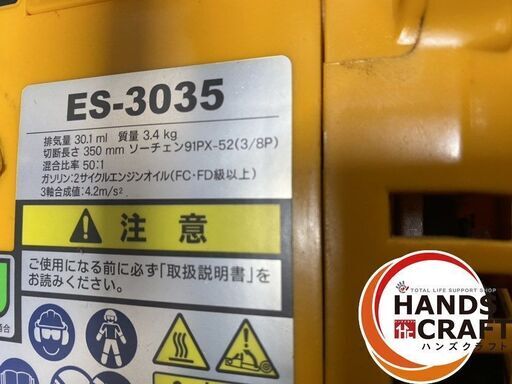 ES-3035
排気量 30.1 ml 質量 3.4 kg
切断長さ 350 mm ソーチェン91PX-52(3/8P)
混合比率 50:1
ガソリン:2サイクルエンジンオイル(FC・FD級以上)
3軸合成値:4.2m/s²
注意
ご使用になる前に必ず「取扱説明書」を
お読みください。
適合
TOTAL LIFE SUPPORT SHOP
HANDS
CRAFT
ハンズクラフト